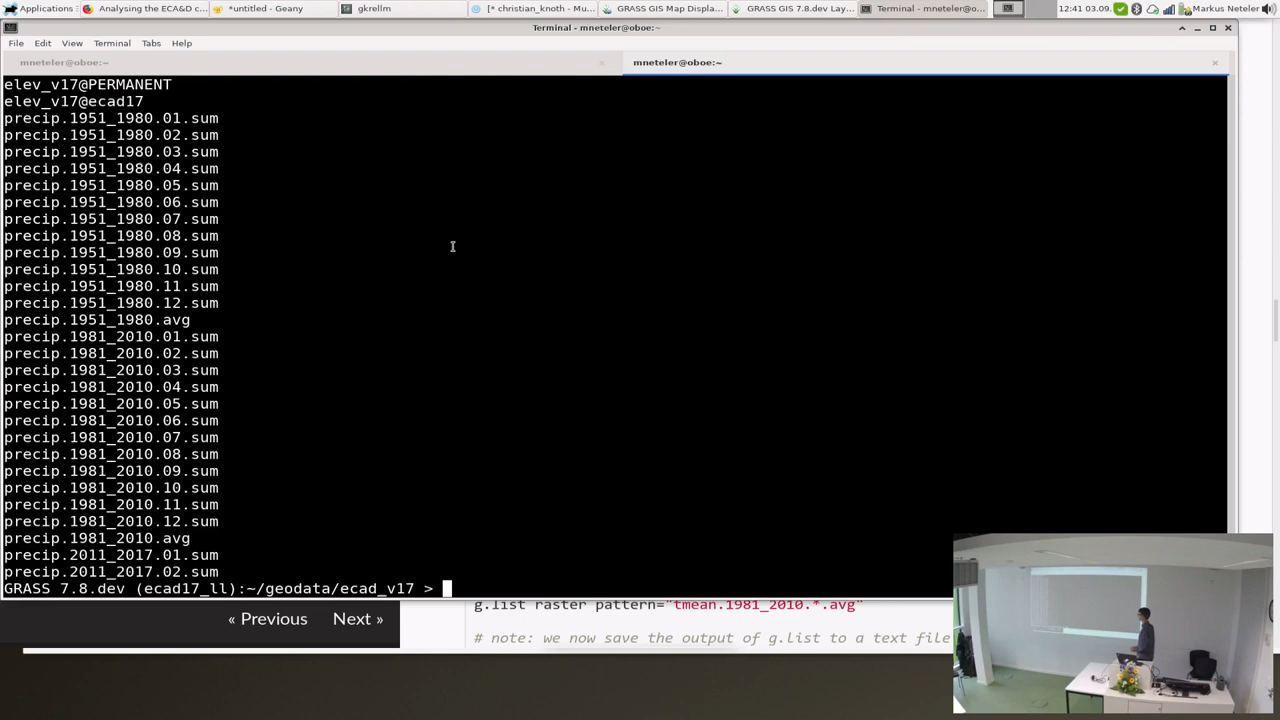 Applications
Analysing the ECA&D c...
*untitled - Geany
gkrellm
[* christian_knoth - Mu...
GRASS GIS Map Displa...
GRASS GIS 7.8.dev Lay...
Terminal - mneteler@o...
12:41 03.09.
Markus Neteler
Terminal - mneteler@oboe:~
File Edit View Terminal Tabs Help
mneteler@oboe:~
mneteler@oboe:~
elev_v17@PERMANENT
elev_v17@ecad17
precip.1951_1980.01.sum
precip.1951_1980.02.sum
precip.1951_1980.03.sum
precip.1951_1980.04.sum
precip.1951_1980.05.sum
precip.1951_1980.06.sum
precip.1951_1980.07.sum
precip.1951_1980.08.sum
precip.1951_1980.09.sum
precip.1951_1980.10.sum
precip.1951_1980.11.sum
precip.1951_1980.12.sum
precip.1951_1980.avg
precip.1981_2010.01.sum
precip.1981_2010.02.sum
precip.1981_2010.03.sum
precip.1981_2010.04.sum
precip.1981_2010.05.sum
precip.1981_2010.06.sum
precip.1981_2010.07.sum
precip.1981_2010.08.sum
precip.1981_2010.09.sum
precip.1981_2010.10.sum
precip.1981_2010.11.sum
precip.1981_2010.12.sum
precip.1981_2010.avg
precip.2011_2017.01.sum
precip.2011_2017.02.sum
GRASS 7.8.dev (ecad17_ll):~/geodata/ecad_v17 >
« Previous
Next »
g.list raster pattern="tmean.1981_2010.*.avg"
# note: we now save the output of g.list to a text file